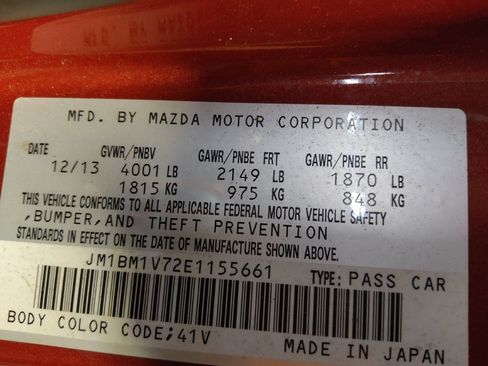 MFD. BY MAZDA MOTOR CORPORATION
DATE GVWR/PNBV GAWR/PNBE FRT GAWR/PNBE RR
12/13 4001 LB 2149 LB 1870 LB
1815 KG 975 KG 848 KG
THIS VEHICLE CONFORMS TO ALL APPLICABLE FEDERAL MOTOR VEHICLE SAFETY
,BUMPER,AND THEFT PREVENTION
STANDARDS IN EFFECT ON THE DATE OF MANUFACTURE SHOWN ABOVE.
JM1BM1V72E1155661 TYPE: PASS CAR
BODY COLOR CODE;41V MADE IN JAPAN